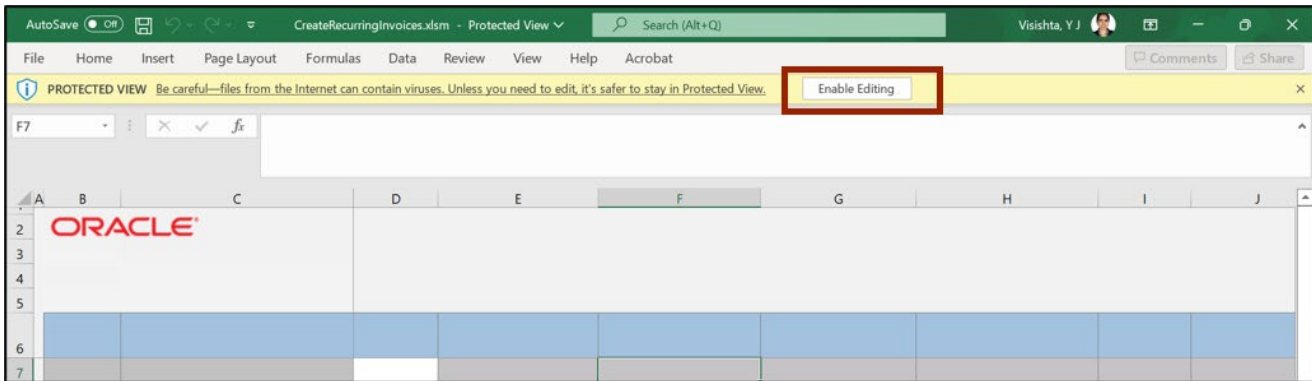 AutoSave Off CreateRecurringInvoices.xlsm - Protected View Search (Alt+Q) Visishta, Y J
File Home Insert Page Layout Formulas Data Review View Help Acrobat Comments Share
PROTECTED VIEW Be careful—files from the Internet can contain viruses. Unless you need to edit, it's safer to stay in Protected View. Enable Editing
F7 fx
A B C D E F G H I J
2 ORACLE
3
4
5
6
7